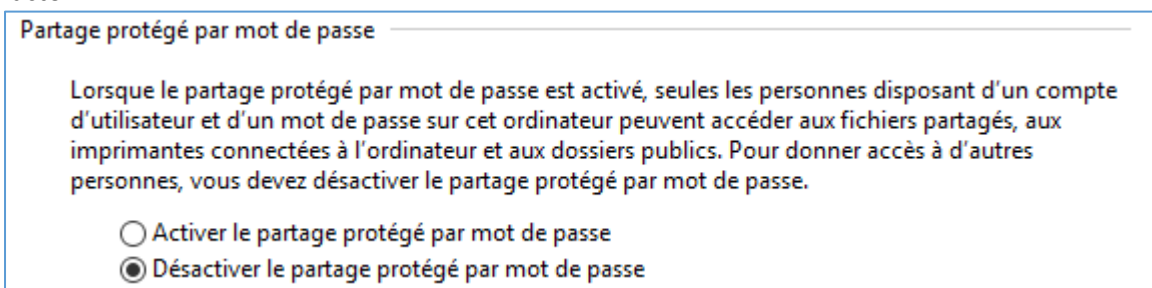 Partage protégé par mot de passe
Lorsque le partage protégé par mot de passe est activé, seules les personnes disposant d'un compte
d'utilisateur et d'un mot de passe sur cet ordinateur peuvent accéder aux fichiers partagés, aux
imprimantes connectées à l'ordinateur et aux dossiers publics. Pour donner accès à d'autres
personnes, vous devez désactiver le partage protégé par mot de passe.
Activer le partage protégé par mot de passe
Désactiver le partage protégé par mot de passe